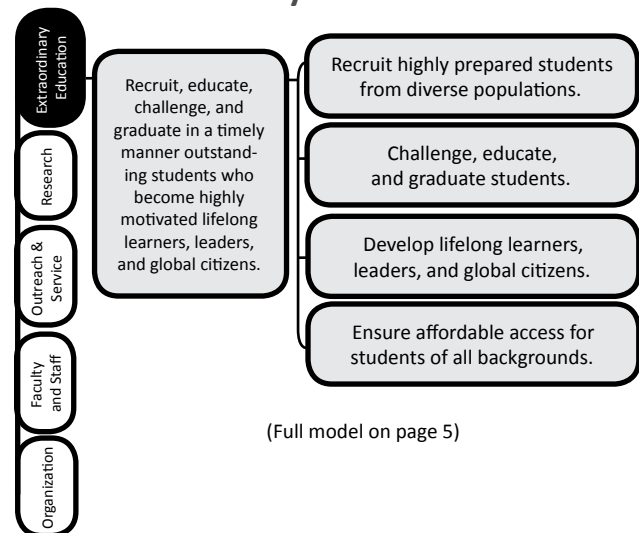 Extraordinary
Education
Research
Outreach &
Service
Faculty
and Staff
Organization
Recruit, educate,
challenge, and
graduate in a timely
manner outstand-
ing students who
become highly
motivated lifelong
learners, leaders,
and global citizens.
Recruit highly prepared students
from diverse populations.
Challenge, educate,
and graduate students.
Develop lifelong learners,
leaders, and global citizens.
Ensure affordable access for
students of all backgrounds.
(Full model on page 5)